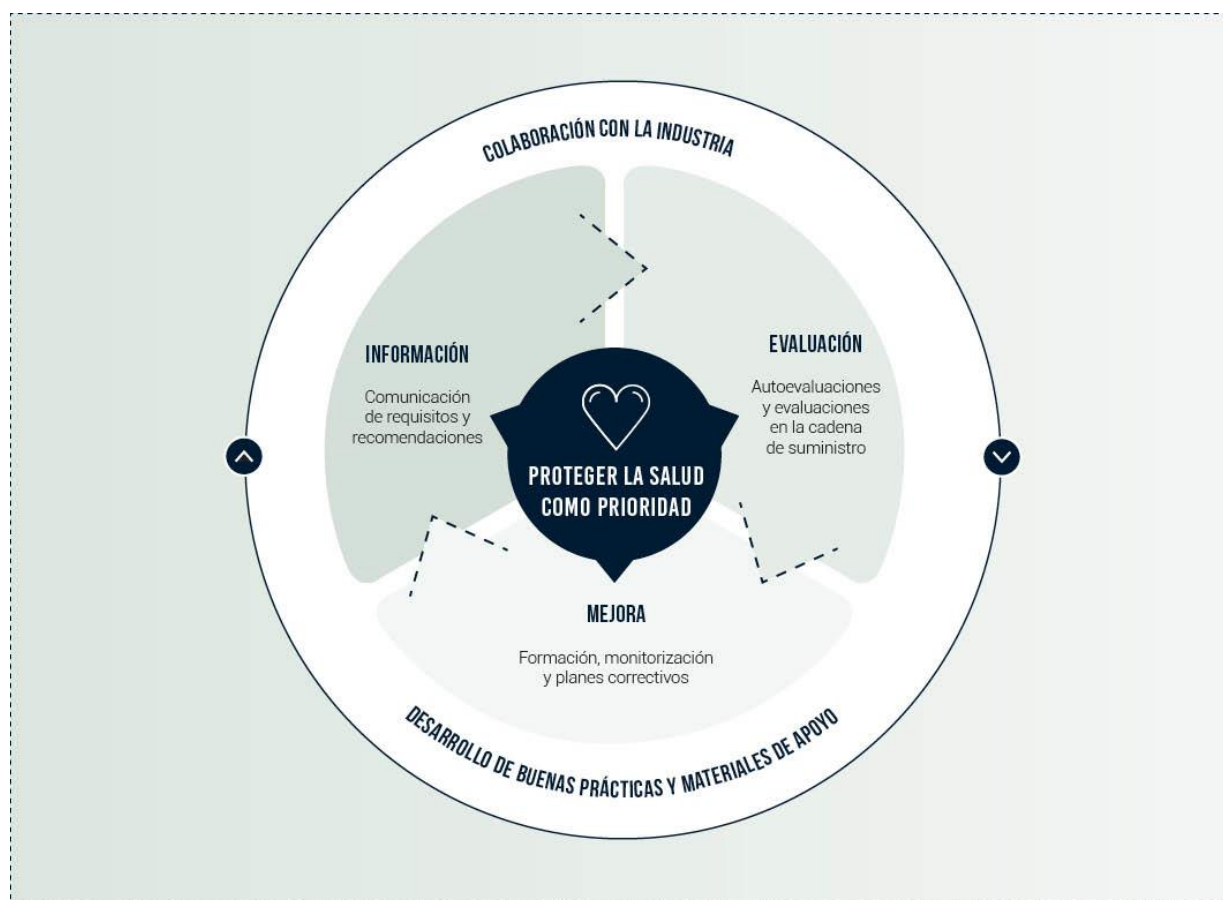 COLABORACIÓN CON LA INDUSTRIA
INFORMACIÓN
Comunicación
de requisitos y
recomendaciones
EVALUACIÓN
Autoevaluaciones
y evaluaciones
en la cadena
de suministro
PROTEGER LA SALUD
COMO PRIORIDAD
MEJORA
Formación, monitorización
y planes correctivos
DESARROLLO DE BUENAS PRÁCTICAS Y MATERIALES DE APOYO